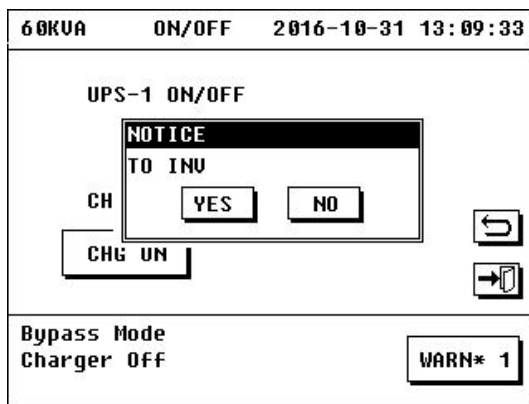 60KVA ON/OFF 2016-10-31 13:09:33
UPS-1 ON/OFF
NOTICE
TO INV
YES NO
CH
CHG ON
Bypass Mode
Charger Off
WARN* 1